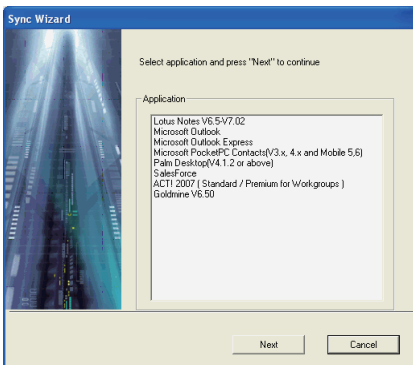 Sync Wizard
Select application and press "Next" to continue
Application
Lotus Notes V6.5-V7.02
Microsoft Outlook
Microsoft Outlook Express
Microsoft PocketPC Contacts(V3.x, 4.x and Mobile 5,6)
Palm Desktop(V4.1.2 or above)
SalesForce
ACT! 2007 ( Standard / Premium for Workgroups )
Goldmine V6.50
Next
Cancel